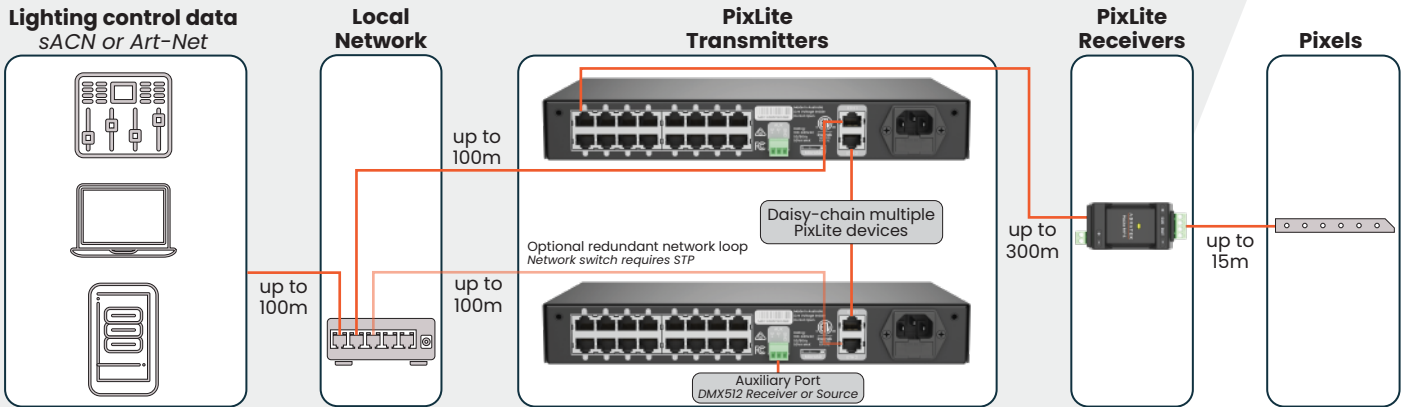 Lighting control data
sACN or Art-Net
Local
Network
PixLite
Transmitters
PixLite
Receivers
Pixels
up to
100m
Daisy-chain multiple
PixLite devices
Optional redundant network loop
Network switch requires STP
up to
100m
up to
100m
up to
300m
up to
15m
Auxiliary Port
DMX512 Receiver or Source